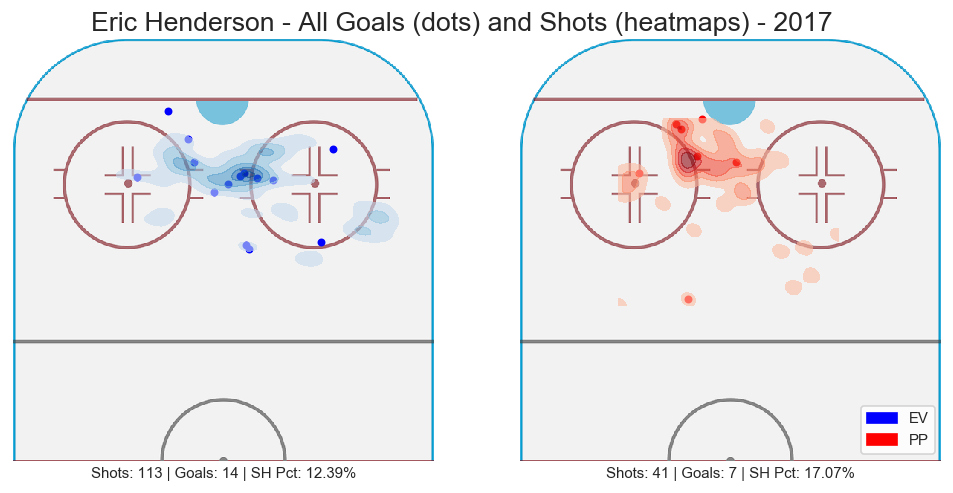 Eric Henderson - All Goals (dots) and Shots (heatmaps) - 2017
EV
PP
Shots: 113 | Goals: 14 | SH Pct: 12.39%
Shots: 41 | Goals: 7 | SH Pct: 17.07%